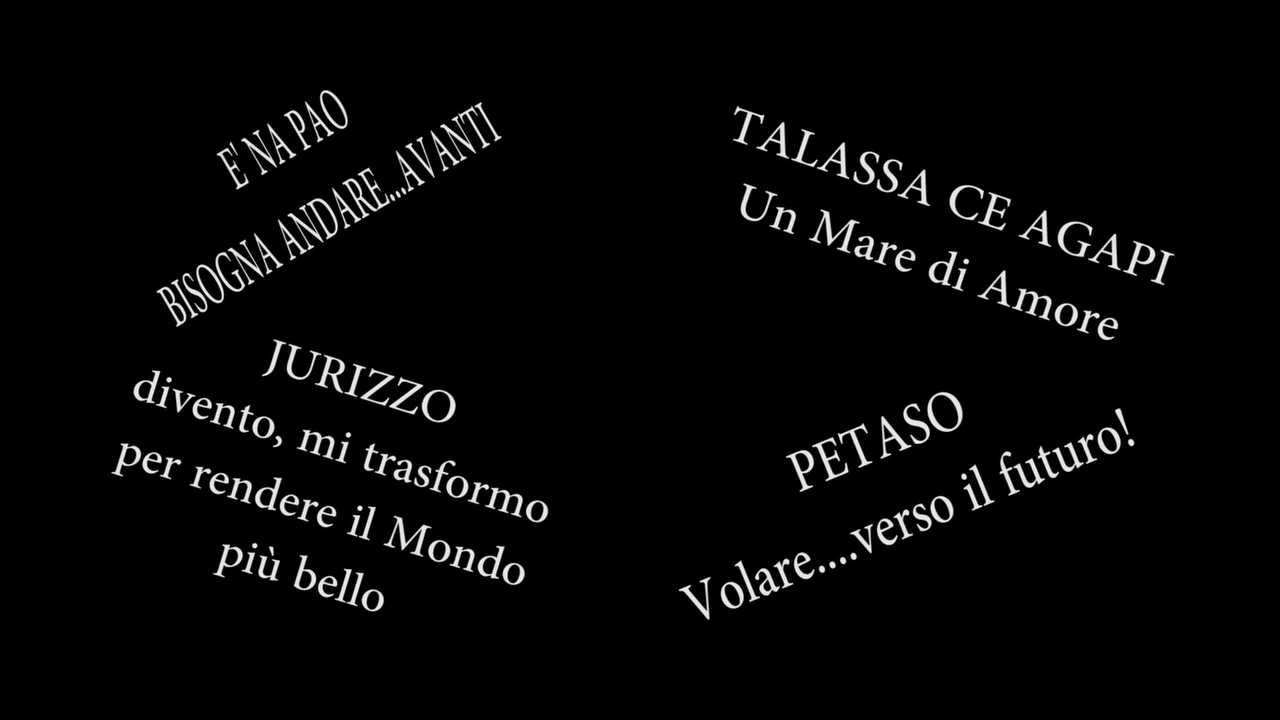 E' NA PAO
BISOGNA ANDARE...AVANTI
TALASSA CE AGAPI
Un Mare di Amore
JURIZZO
divento, mi trasformo
per rendere il Mondo
più bello
PETASO
Volare....verso il futuro!